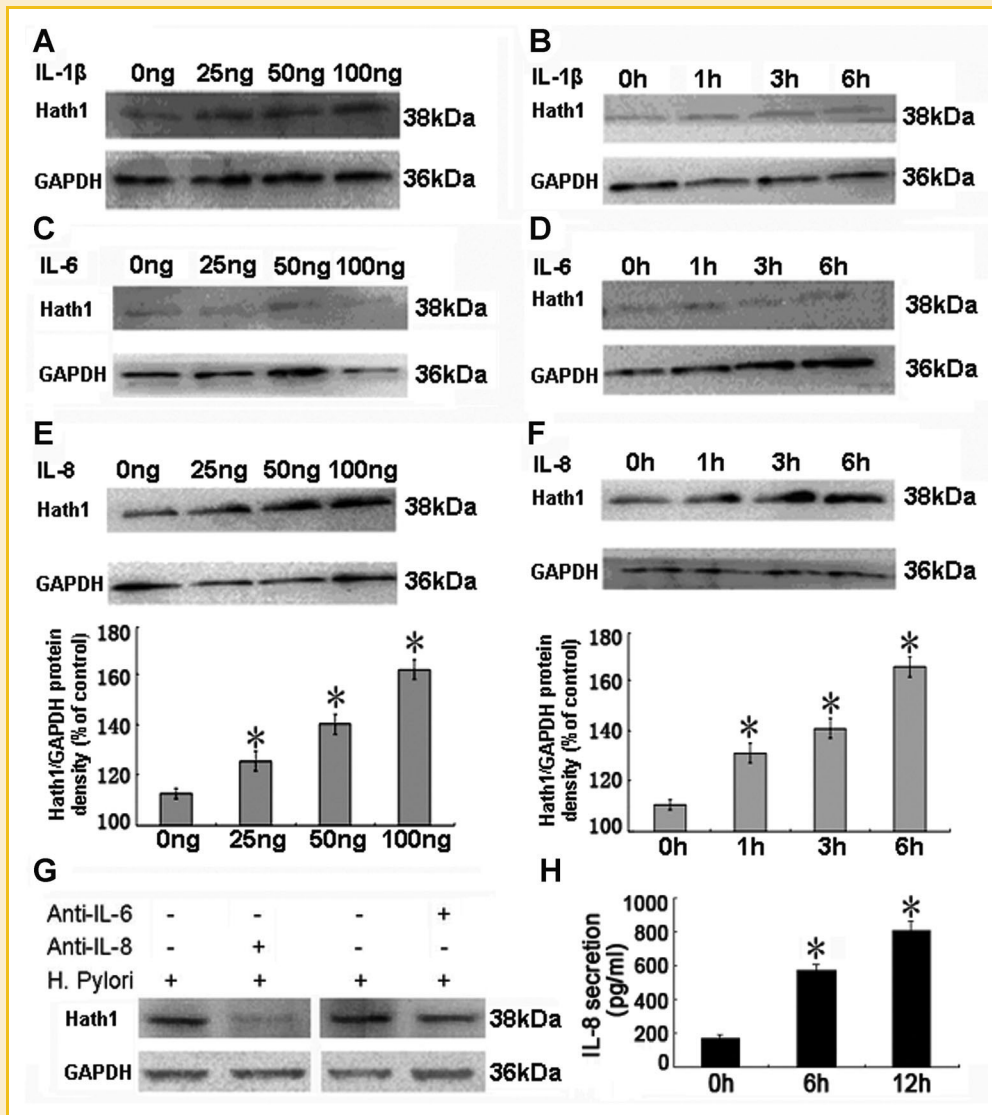 A
IL-1β 0ng 25ng 50ng 100ng
Hath1 38kDa
GAPDH 36kDa
B
IL-1β 0h 1h 3h 6h
Hath1 38kDa
GAPDH 36kDa
C
IL-6 0ng 25ng 50ng 100ng
Hath1 38kDa
GAPDH 36kDa
D
IL-6 0h 1h 3h 6h
Hath1 38kDa
GAPDH 36kDa
E
IL-8 0ng 25ng 50ng 100ng
Hath1 38kDa
GAPDH 36kDa
Hath1/GAPDH protein
density (% of control)
180
160
140
120
100
* * *
0ng 25ng 50ng 100ng
F
IL-8 0h 1h 3h 6h
Hath1 38kDa
GAPDH 36kDa
Hath1/GAPDH protein
density (% of control)
180
160
140
120
100
* * *
0h 1h 3h 6h
G
Anti-IL-6 - - - +
Anti-IL-8 - + - -
H. Pylori + + + +
Hath1 38kDa
GAPDH 36kDa
H
IL-8 secretion
(pg/ml)
1000
800
600
400
200
0
* *
0h 6h 12h